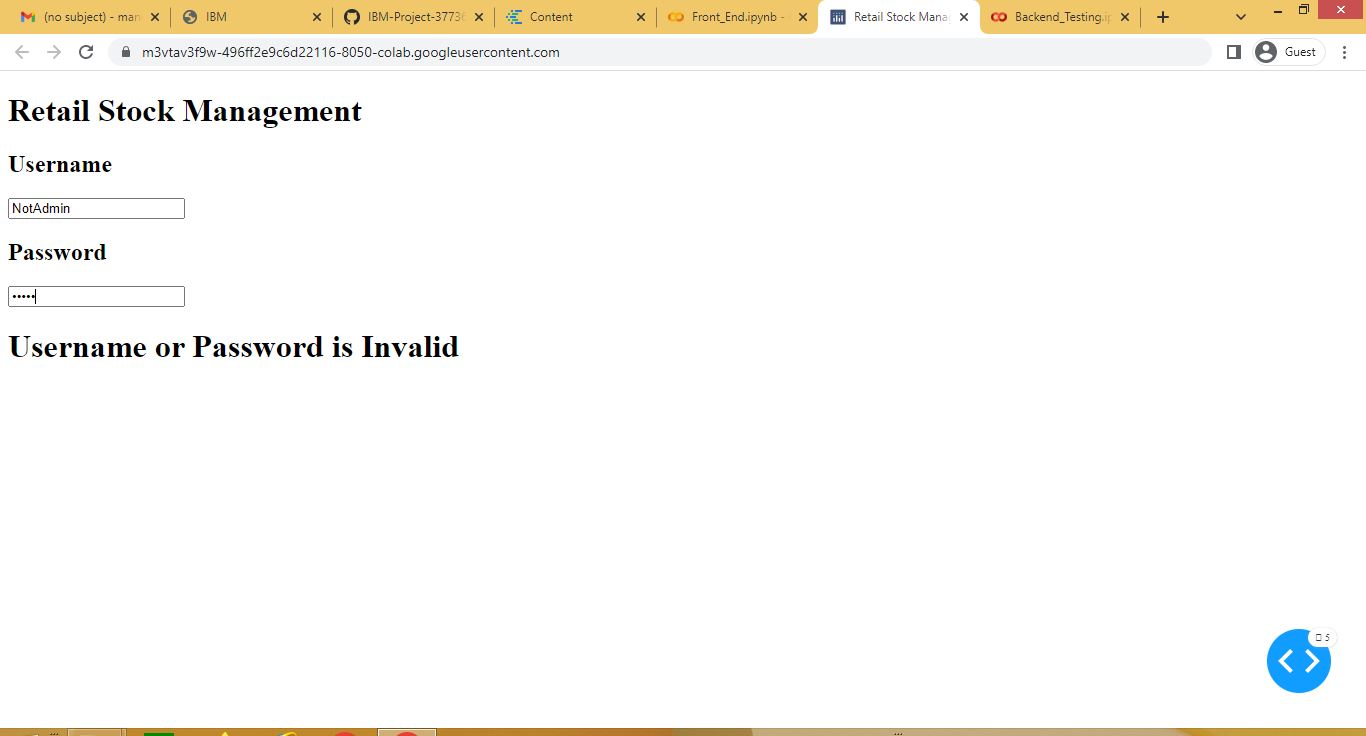 (no subject) - man
IBM
IBM-Project-37736
Content
Front_End.ipynb -
Retail Stock Mana
Backend_Testing.ip
m3vtav3f9w-496ff2e9c6d22116-8050-colab.googleusercontent.com
Guest
Retail Stock Management
Username
NotAdmin
Password
•••••
Username or Password is Invalid
5